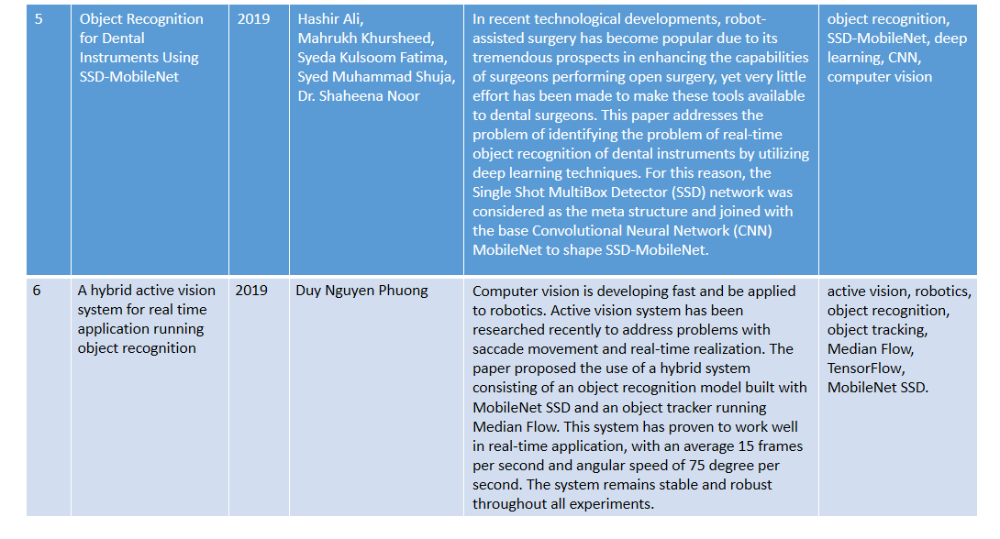 5
Object Recognition
for Dental
Instruments Using
SSD-MobileNet
2019
Hashir Ali,
Mahrukh Khursheed,
Syeda Kulsoom Fatima,
Syed Muhammad Shuja,
Dr. Shaheena Noor
In recent technological developments, robot-
assisted surgery has become popular due to its
tremendous prospects in enhancing the capabilities
of surgeons performing open surgery, yet very little
effort has been made to make these tools available
to dental surgeons. This paper addresses the
problem of identifying the problem of real-time
object recognition of dental instruments by utilizing
deep learning techniques. For this reason, the
Single Shot MultiBox Detector (SSD) network was
considered as the meta structure and joined with
the base Convolutional Neural Network (CNN)
MobileNet to shape SSD-MobileNet.
object recognition,
SSD-MobileNet, deep
learning, CNN,
computer vision
6
A hybrid active vision
system for real time
application running
object recognition
2019
Duy Nguyen Phuong
Computer vision is developing fast and be applied
to robotics. Active vision system has been
researched recently to address problems with
saccade movement and real-time realization. The
paper proposed the use of a hybrid system
consisting of an object recognition model built with
MobileNet SSD and an object tracker running
Median Flow. This system has proven to work well
in real-time application, with an average 15 frames
per second and angular speed of 75 degree per
second. The system remains stable and robust
throughout all experiments.
active vision, robotics,
object recognition,
object tracking,
Median Flow,
TensorFlow,
MobileNet SSD.